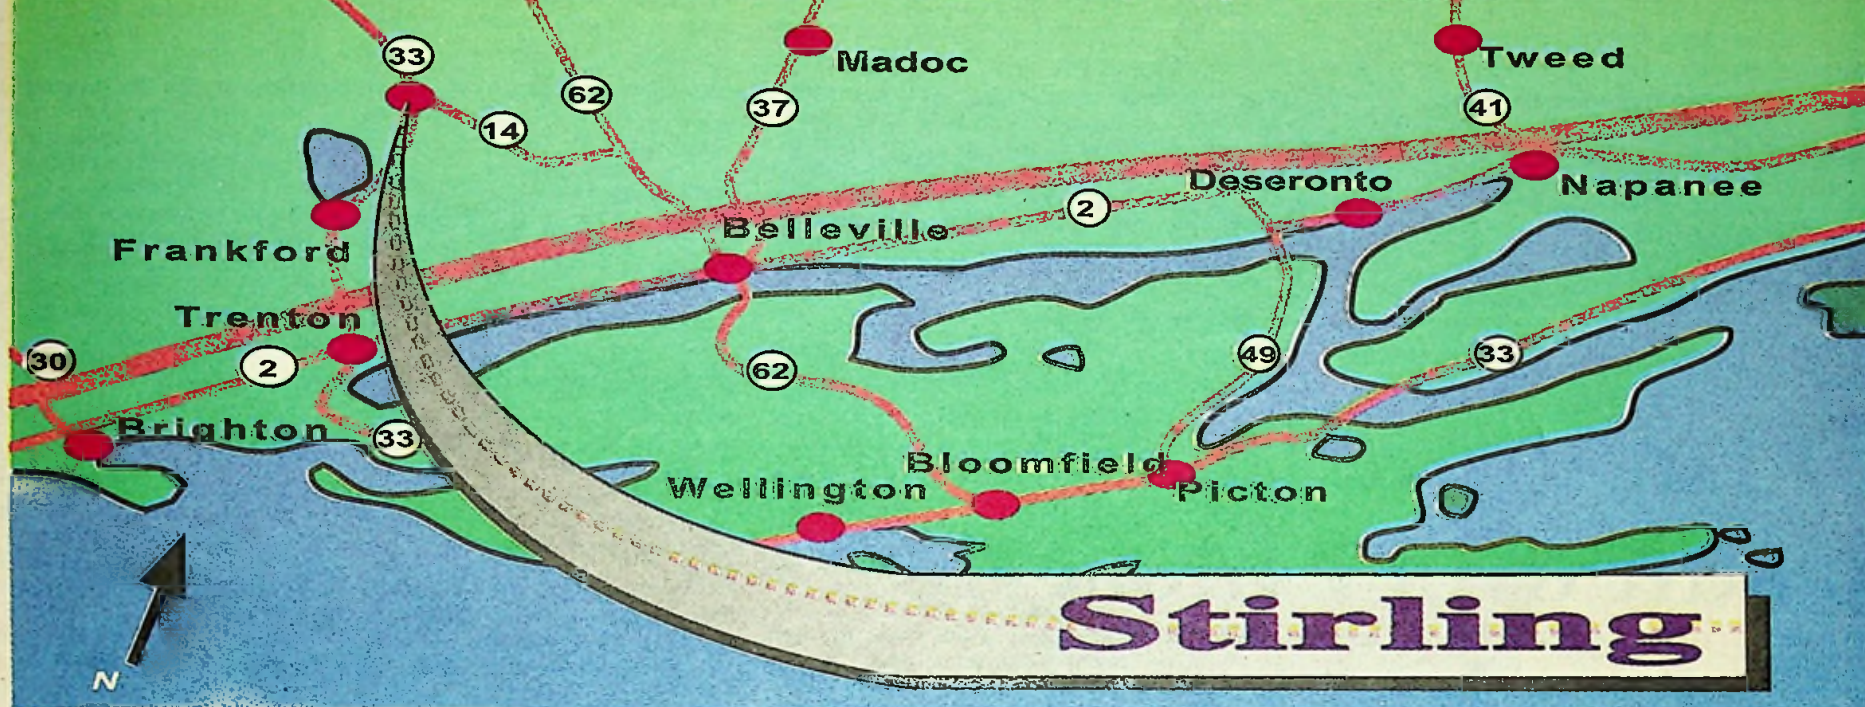 33
Madoc
Tweed
62
37
41
14
Deseronto
Napanee
2
Belleville
Frankford
Trenton
30
2
62
49
33
Brighton
33
Bloomfield
Wellington
Picton
Stirling
N